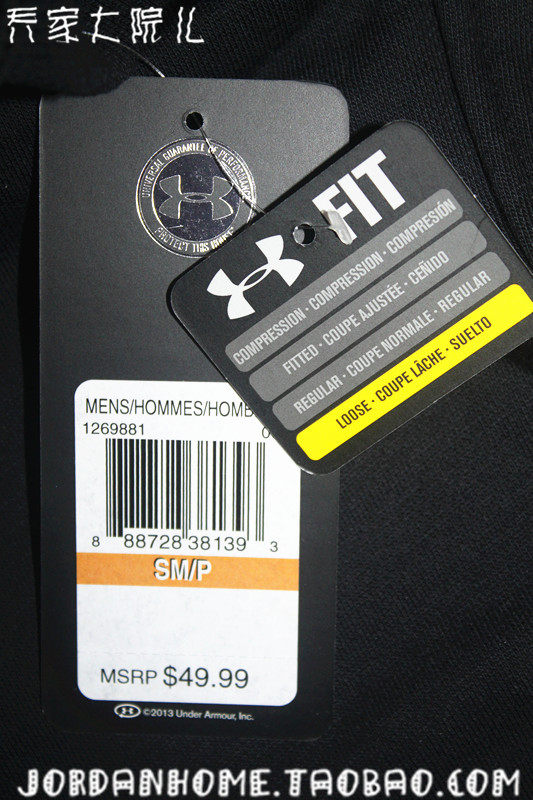 乔家大院儿
UNIVERSAL GUARANTEE OF PERFORMANCE
PROTECT THIS HOUSE
FIT
COMPRESSION · COMPRESSION · COMPRESIÓN
FITTED · COUPE AJUSTÉE · CEÑIDO
REGULAR · COUPE NORMALE · REGULAR
LOOSE · COUPE LÂCHE · SUELTO
MENS/HOMMES/HOMB
1269881 0
8 88728 38139 3
SM/P
MSRP $49.99
©2013 Under Armour, Inc.
JORDANHOME.TAOBAO.COM